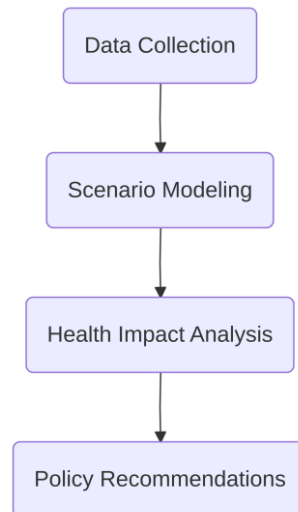 Data Collection
Scenario Modeling
Health Impact Analysis
Policy Recommendations